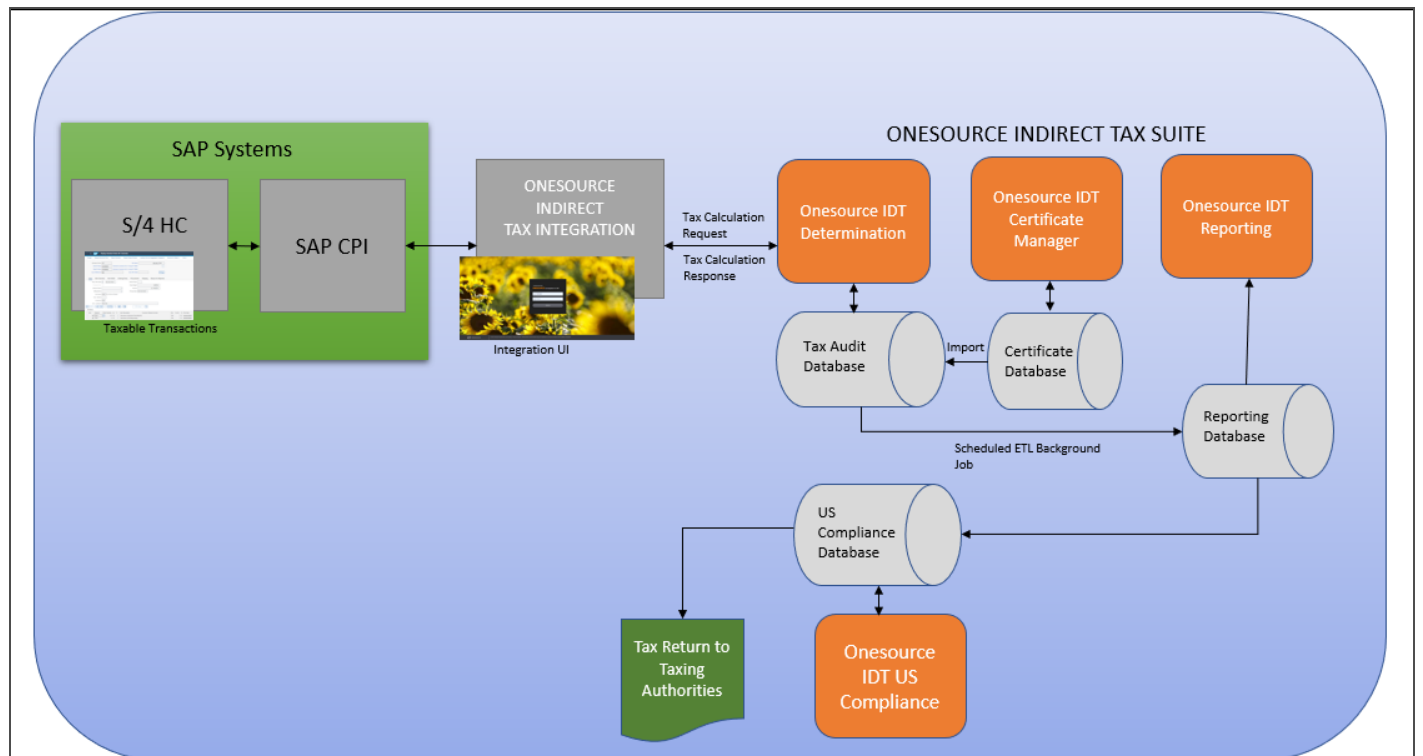 ONESOURCE INDIRECT TAX SUITE
SAP Systems
S/4 HC
SAP CPI
Taxable Transactions
ONESOURCE
INDIRECT
TAX INTEGRATION
Integration UI
Tax Calculation
Request
Tax Calculation
Response
Onesource IDT
Determination
Onesource IDT
Certificate
Manager
Onesource IDT
Reporting
Tax Audit
Database
Import
Certificate
Database
Reporting
Database
Scheduled ETL Background
Job
US
Compliance
Database
Tax Return to
Taxing
Authorities
Onesource
IDT US
Compliance